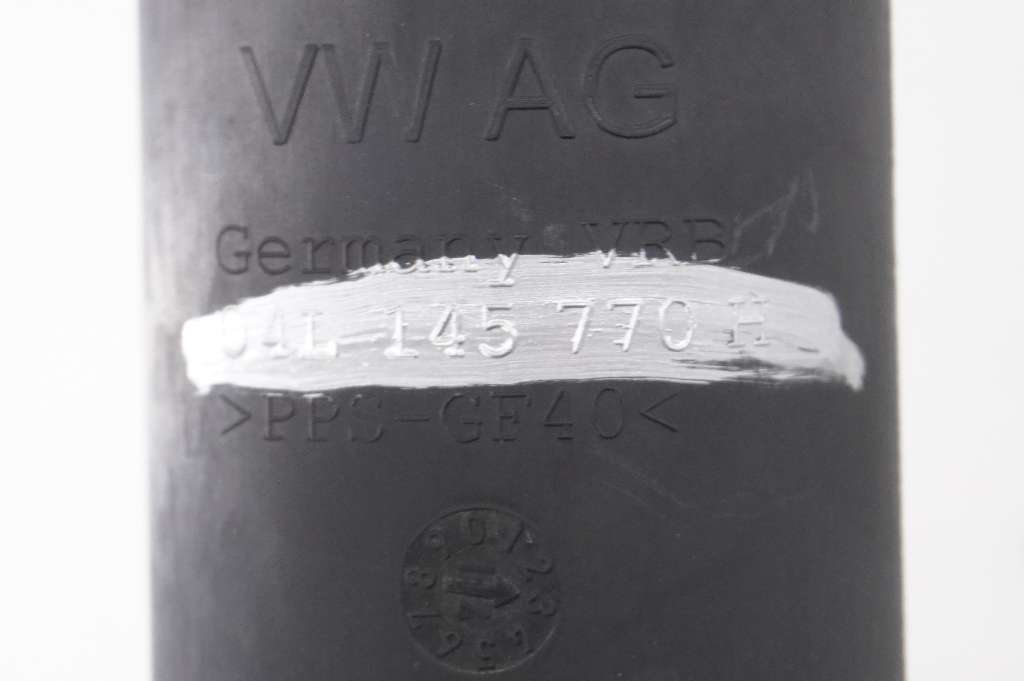 VW AG
Germany VRB
04L 145 770 H
>PPS-GF40<